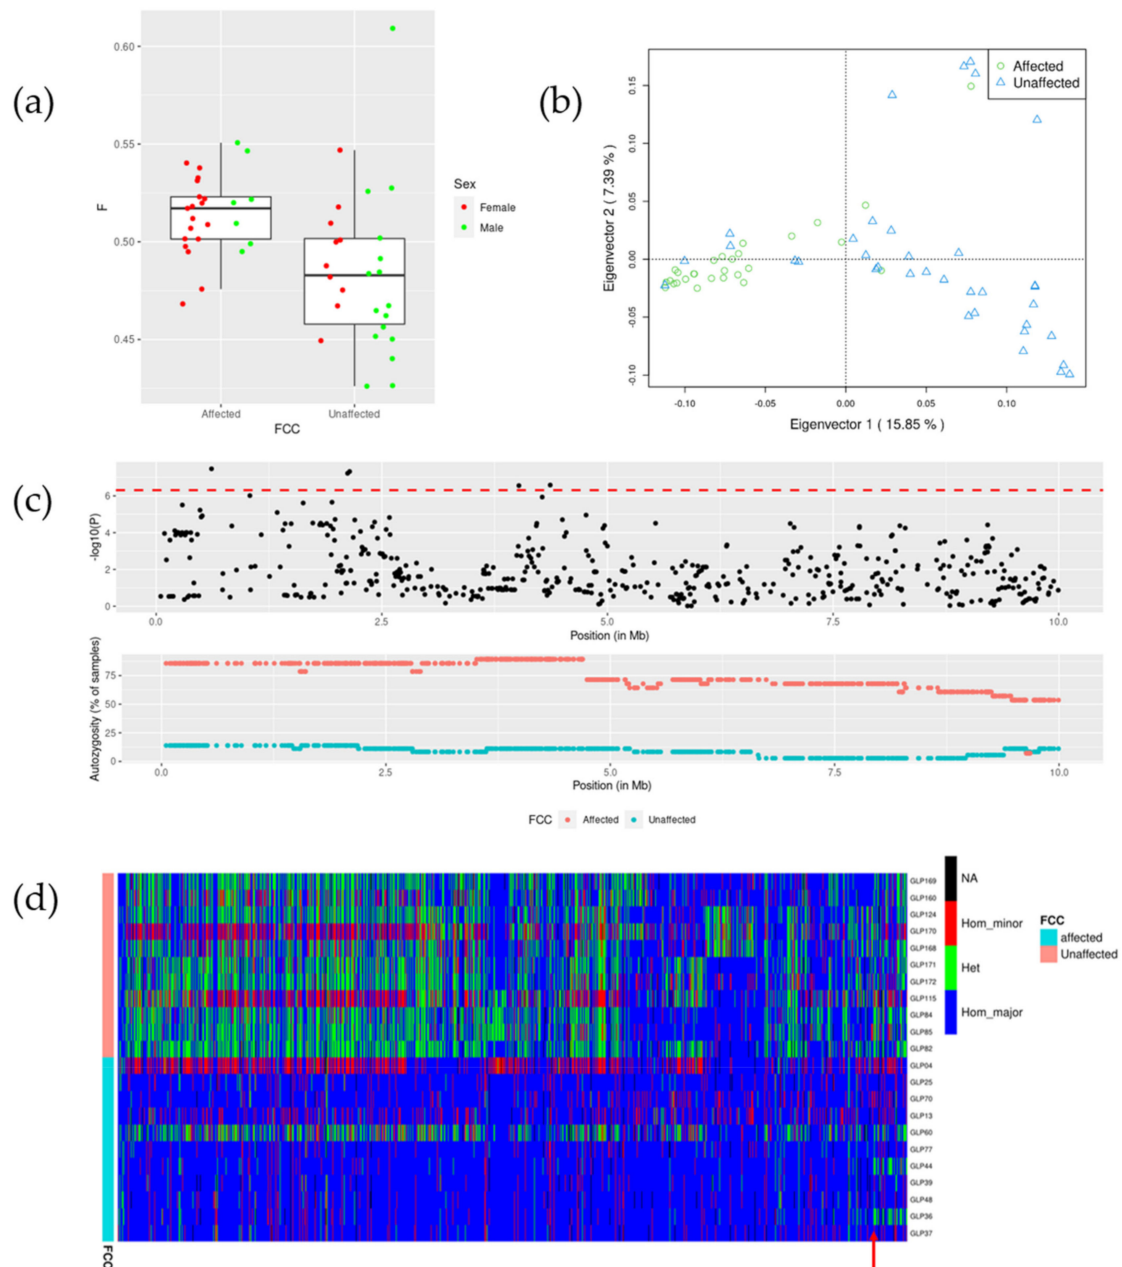 (a)
0.60
0.55
0.50
0.45
F
Affected
Unaffected
FCC
Sex
Female
Male
(b)
Affected
Unaffected
0.15
0.10
0.05
0.00
-0.05
-0.10
Eigenvector 2 ( 7.39 % )
-0.10
-0.05
0.00
0.05
0.10
Eigenvector 1 ( 15.85 % )
(c)
6
4
2
0
-log10(P)
0.0
2.5
5.0
7.5
10.0
Position (in Mb)
75
50
25
0
Autozygosity (% of samples)
0.0
2.5
5.0
7.5
10.0
Position (in Mb)
FCC
Affected
Unaffected
(d)
GLP169
GLP160
GLP124
GLP170
GLP168
GLP171
GLP172
GLP115
GLP84
GLP85
GLP82
GLP04
GLP25
GLP70
GLP13
GLP60
GLP77
GLP44
GLP39
GLP48
GLP36
GLP37
NA
Hom_minor
Het
Hom_major
FCC
affected
Unaffected
FCC